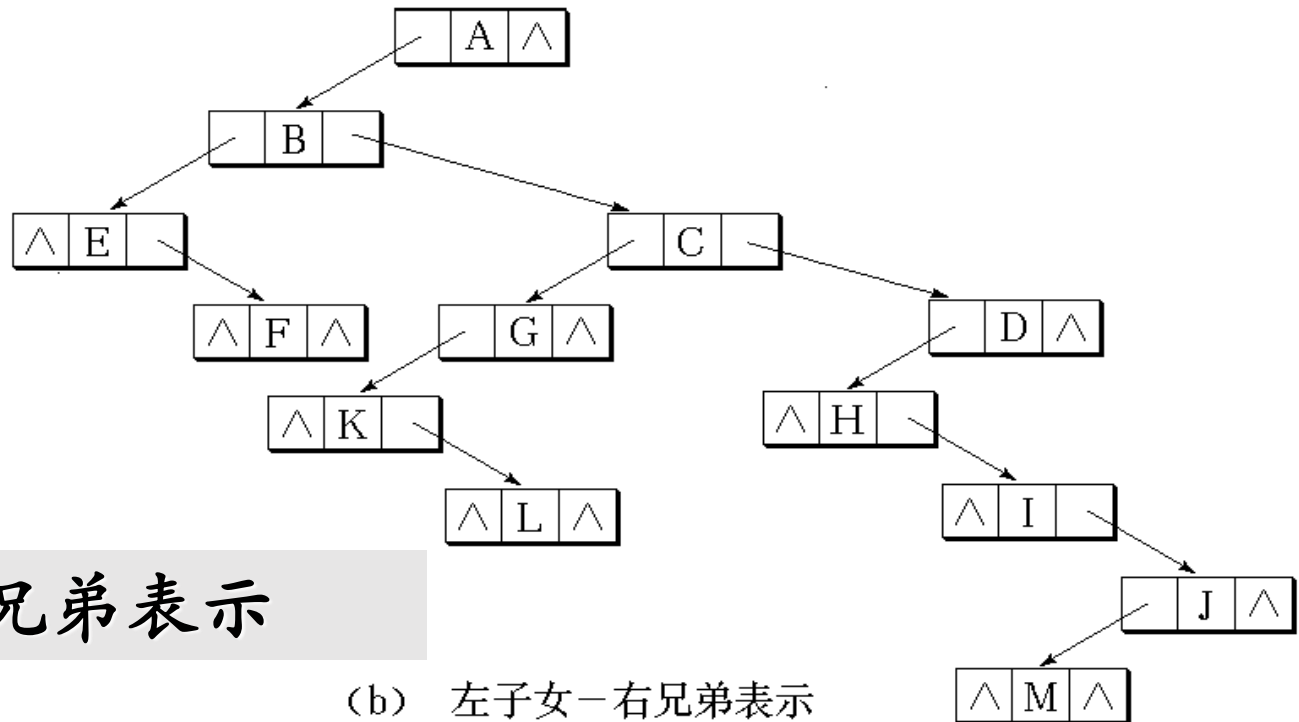 A ∧
B
∧ E
C
∧ F ∧
G ∧
D ∧
∧ K
∧ H
∧ L ∧
∧ I
兄弟表示
J ∧
(b) 左子女-右兄弟表示
∧ M ∧